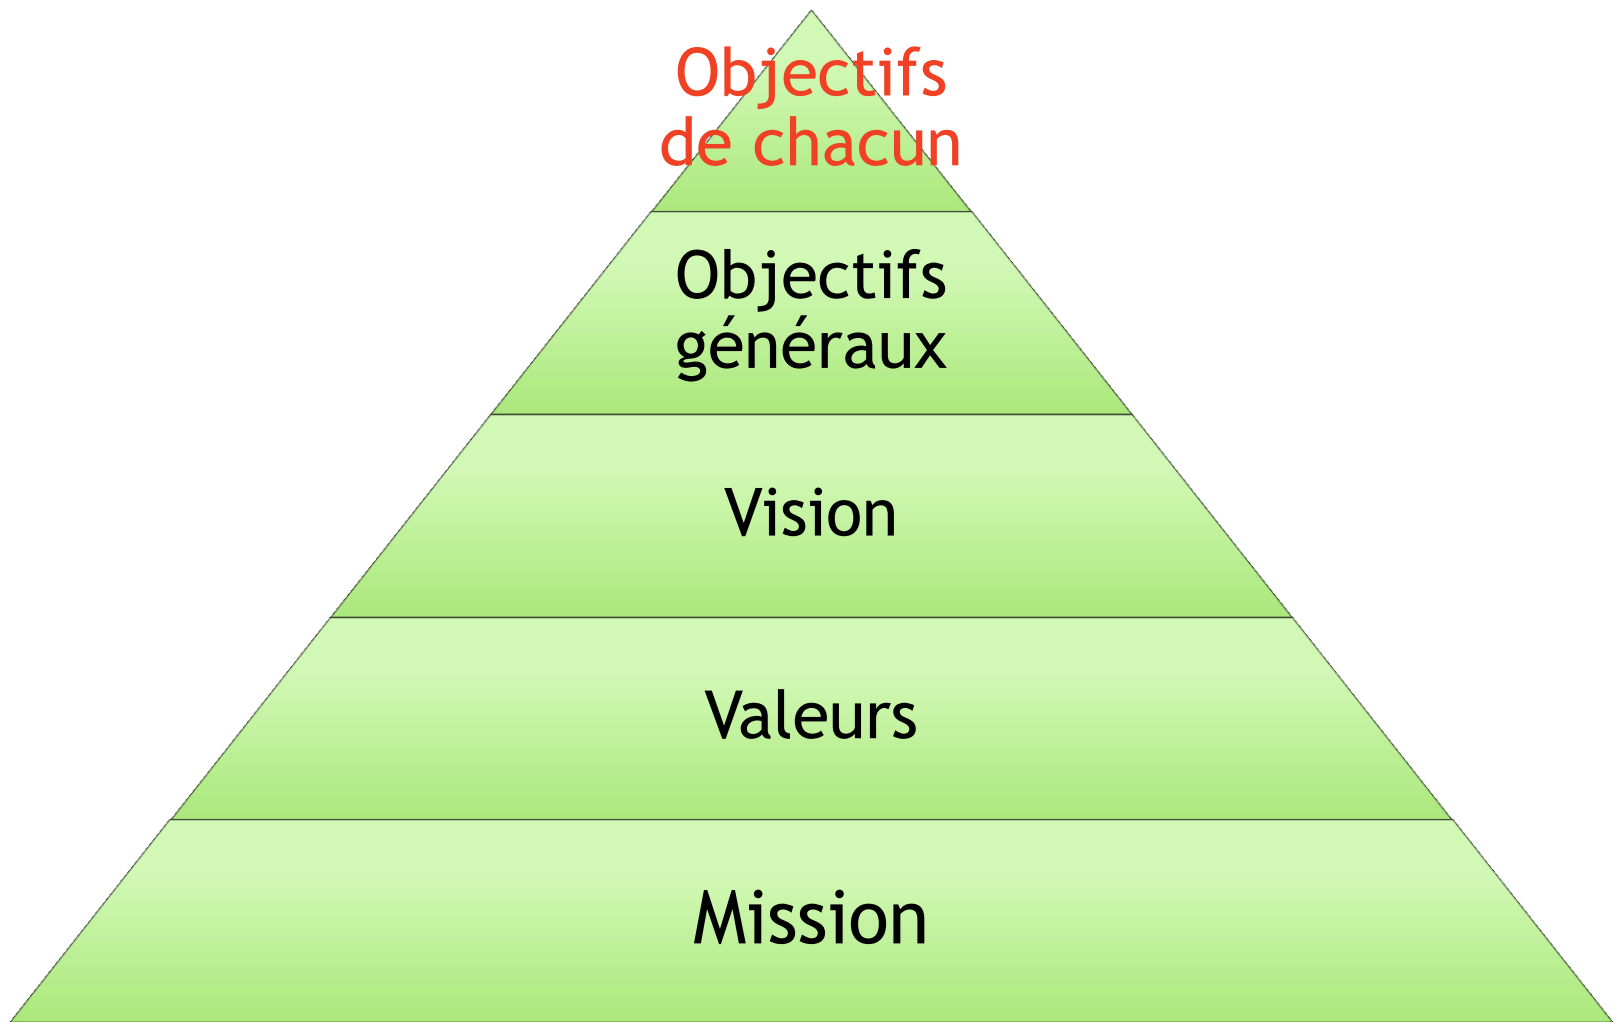 Objectifs
de chacun
Objectifs
généraux
Vision
Valeurs
Mission